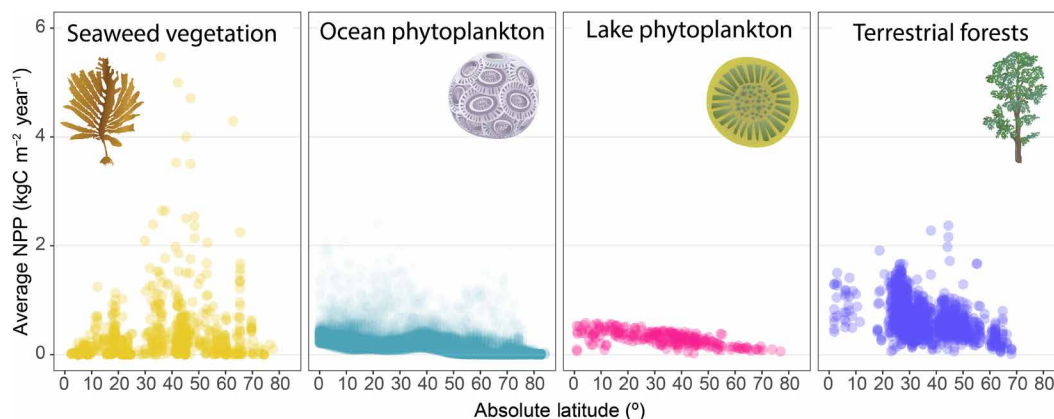 Seaweed vegetation
Ocean phytoplankton
Lake phytoplankton
Terrestrial forests
Average NPP (kgC m⁻² year⁻¹)
6
4
2
0
0 10 20 30 40 50 60 70 80
0 10 20 30 40 50 60 70 80
0 10 20 30 40 50 60 70 80
0 10 20 30 40 50 60 70 80
Absolute latitude (º)